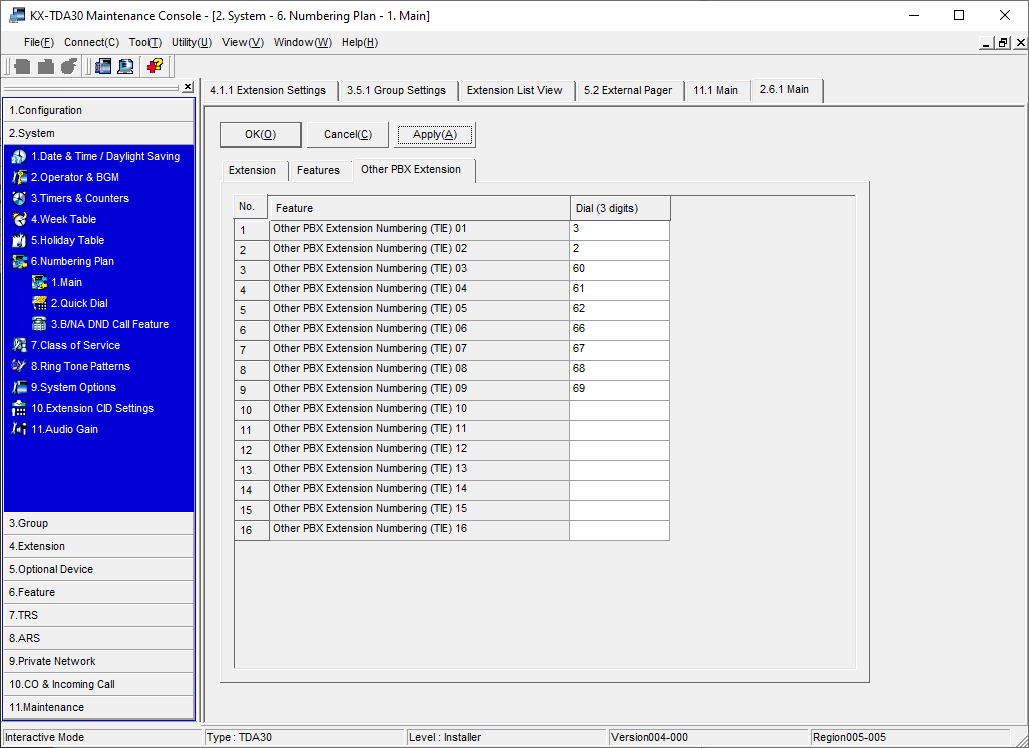 KX-TDA30 Maintenance Console - [2. System - 6. Numbering Plan - 1. Main]
File(F) Connect(C) Tool(T) Utility(U) View(V) Window(W) Help(H)
4.1.1 Extension Settings 3.5.1 Group Settings Extension List View 5.2 External Pager 11.1 Main 2.6.1 Main
1.Configuration
2.System
1.Date & Time / Daylight Saving
2.Operator & BGM
3.Timers & Counters
4.Week Table
5.Holiday Table
6.Numbering Plan
1.Main
2.Quick Dial
3.B/NA DND Call Feature
7.Class of Service
8.Ring Tone Patterns
9.System Options
10.Extension CID Settings
11.Audio Gain
3.Group
4.Extension
5.Optional Device
6.Feature
7.TRS
8.ARS
9.Private Network
10.CO & Incoming Call
11.Maintenance
OK(O) Cancel(C) Apply(A)
Extension Features Other PBX Extension
No. Feature Dial (3 digits)
1 Other PBX Extension Numbering (TIE) 01 3
2 Other PBX Extension Numbering (TIE) 02 2
3 Other PBX Extension Numbering (TIE) 03 60
4 Other PBX Extension Numbering (TIE) 04 61
5 Other PBX Extension Numbering (TIE) 05 62
6 Other PBX Extension Numbering (TIE) 06 66
7 Other PBX Extension Numbering (TIE) 07 67
8 Other PBX Extension Numbering (TIE) 08 68
9 Other PBX Extension Numbering (TIE) 09 69
10 Other PBX Extension Numbering (TIE) 10
11 Other PBX Extension Numbering (TIE) 11
12 Other PBX Extension Numbering (TIE) 12
13 Other PBX Extension Numbering (TIE) 13
14 Other PBX Extension Numbering (TIE) 14
15 Other PBX Extension Numbering (TIE) 15
16 Other PBX Extension Numbering (TIE) 16
Interactive Mode Type : TDA30 Level : Installer Version004-000 Region005-005